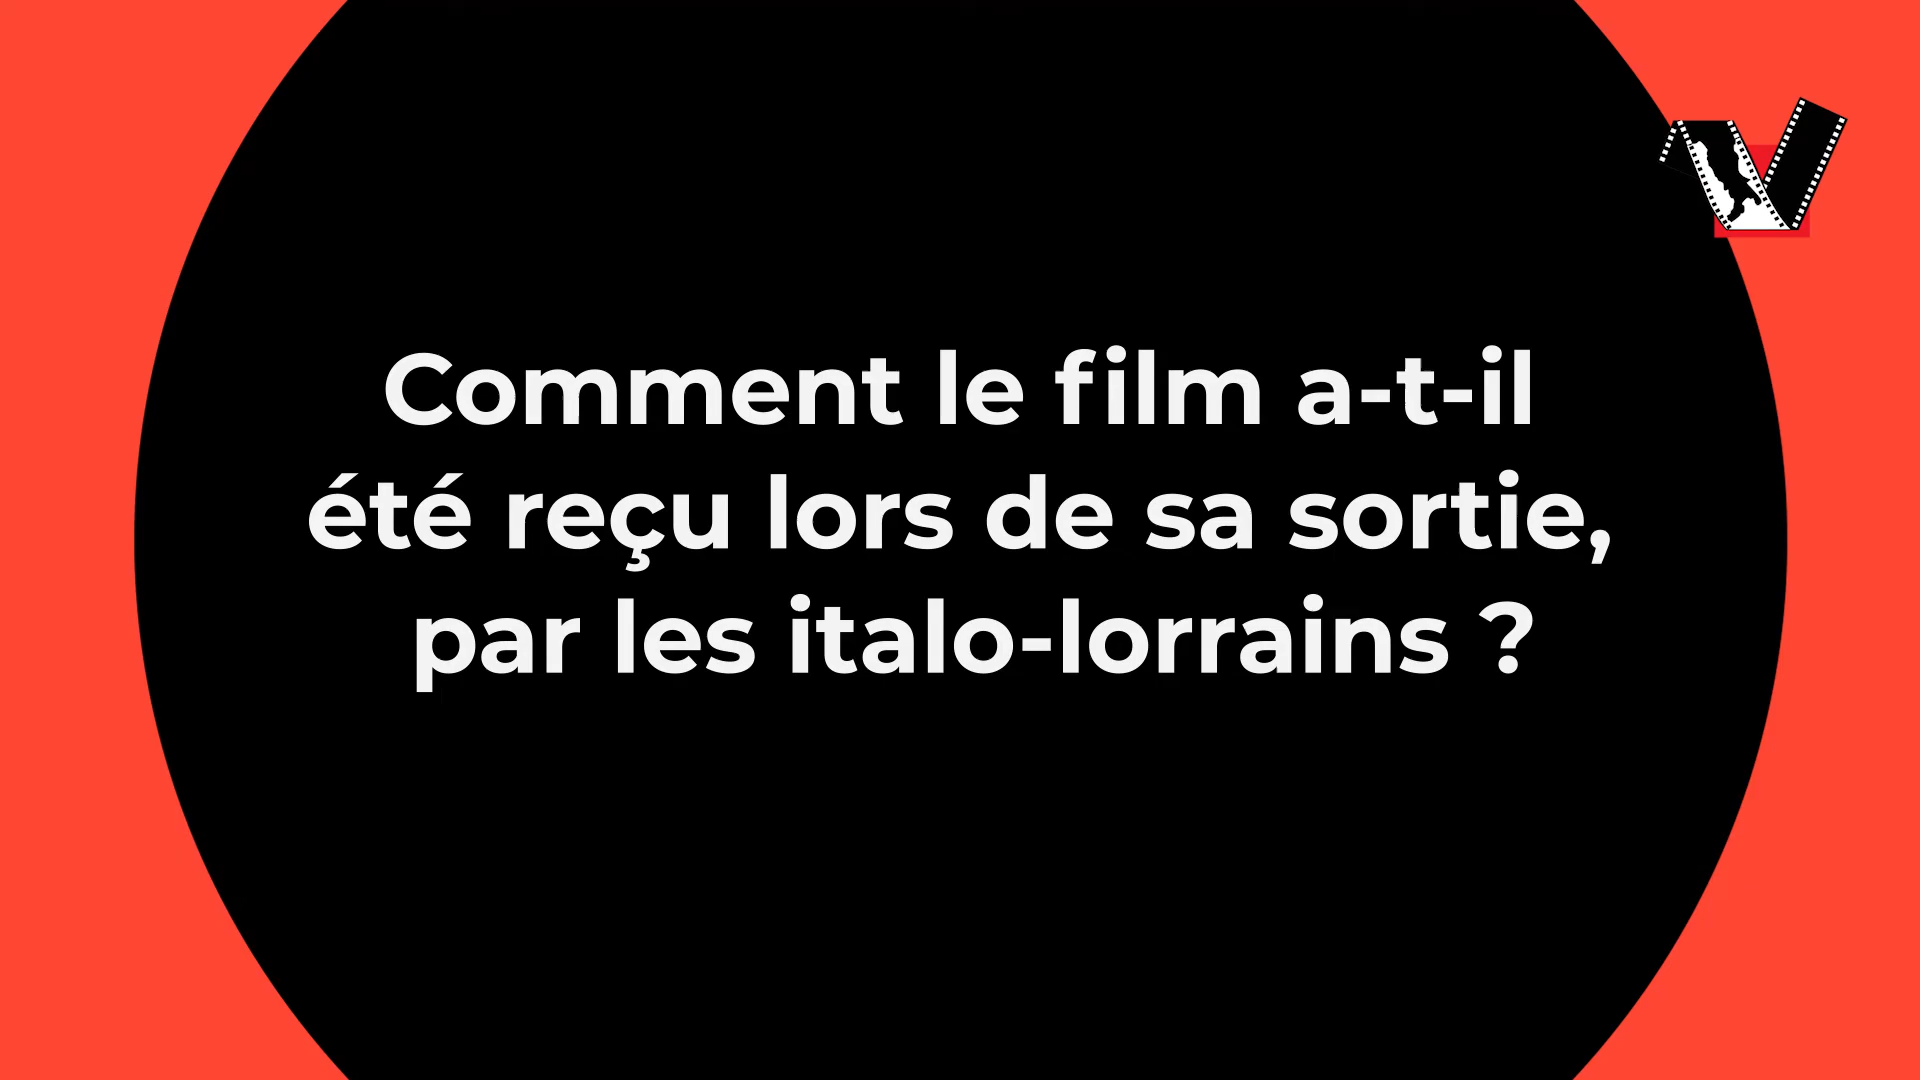 Comment le film a-t-il
été reçu lors de sa sortie,
par les italo-lorrains ?